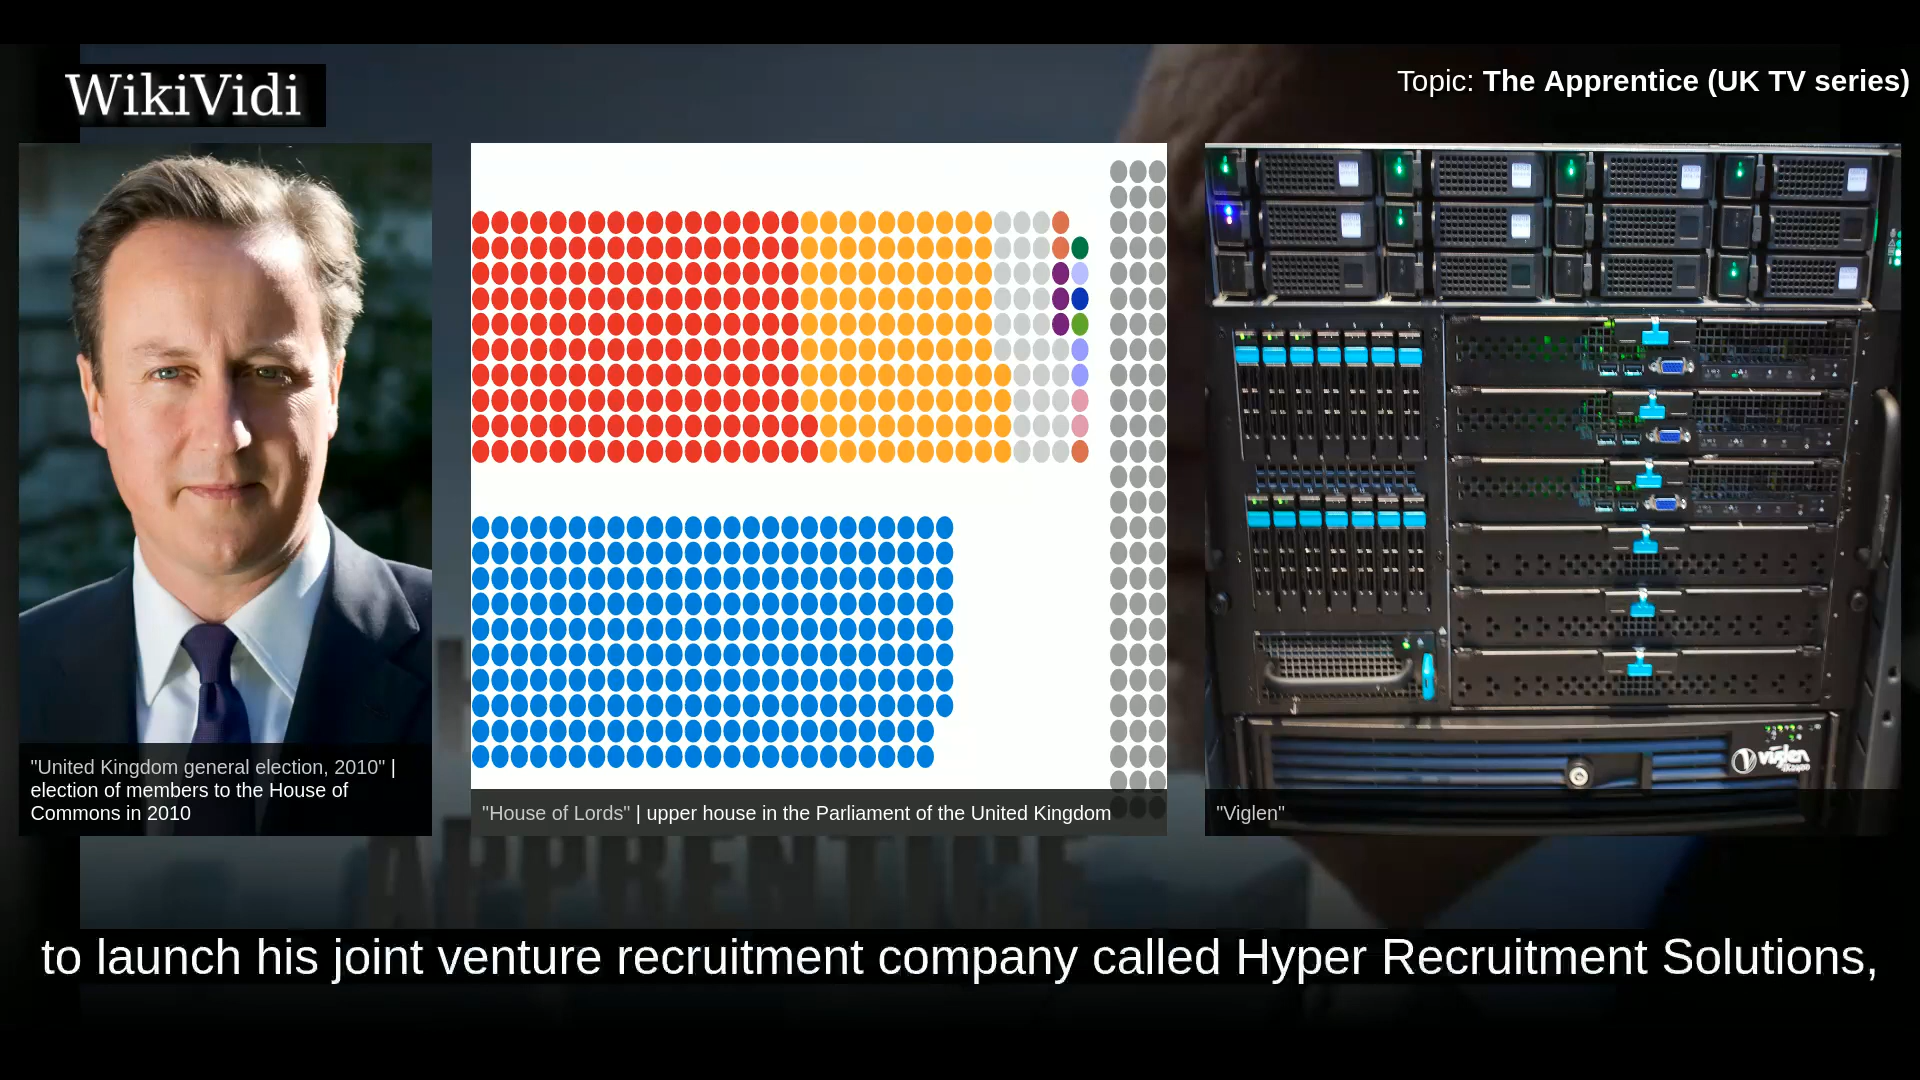 WikiVidi
Topic: The Apprentice (UK TV series)
"United Kingdom general election, 2010" |
election of members to the House of
Commons in 2010
"House of Lords" | upper house in the Parliament of the United Kingdom
viglen
"Viglen"
APPRENTICE
to launch his joint venture recruitment company called Hyper Recruitment Solutions,